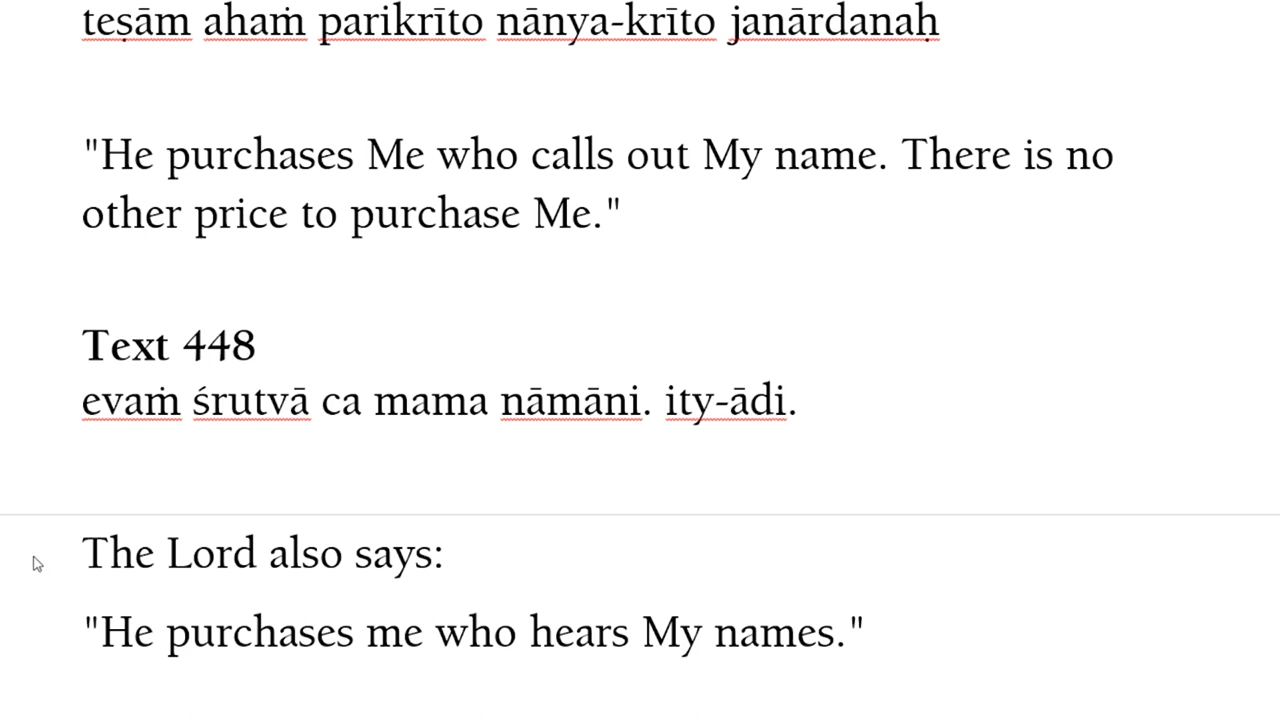 teṣām ahaṁ parikrīto nānya-krīto janārdanaḥ
"He purchases Me who calls out My name. There is no
other price to purchase Me."
Text 448
evaṁ śrutvā ca mama nāmāni. ity-ādi.
The Lord also says:
"He purchases me who hears My names."